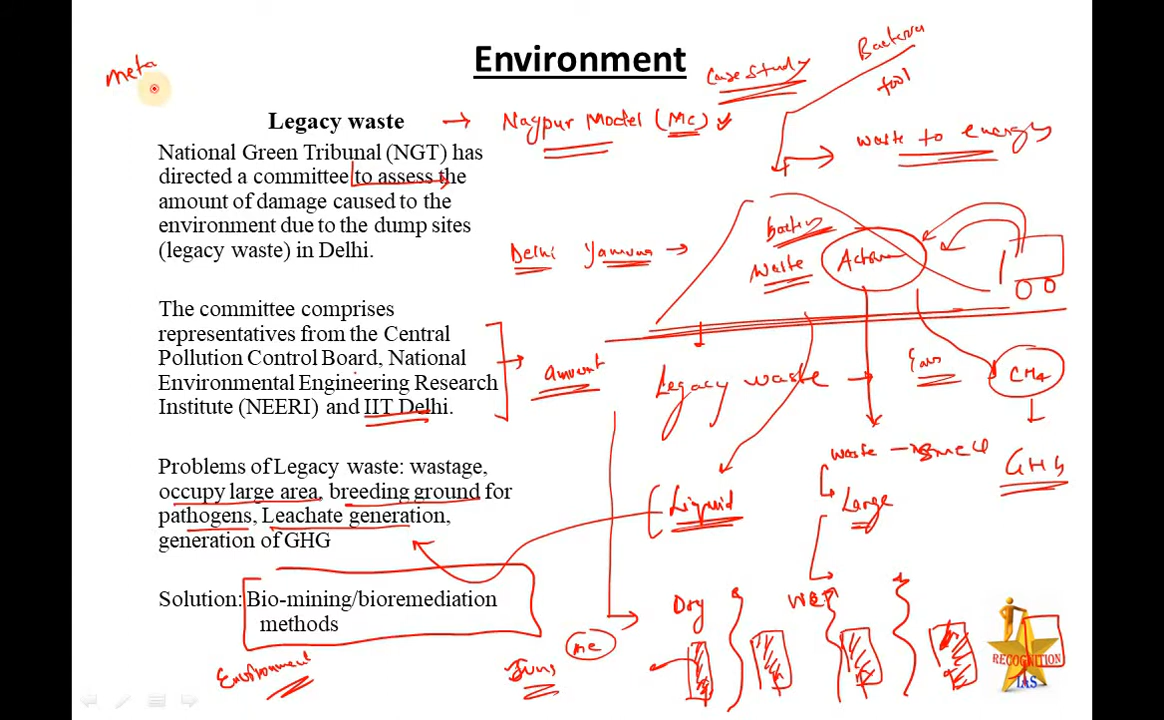 Environment
Case study
Bacteria
tool
Legacy waste → Nagpur Model (MC)
waste to energy
National Green Tribunal (NGT) has
directed a committee to assess the
amount of damage caused to the
environment due to the dump sites
(legacy waste) in Delhi.
Delhi Yamuna →
Waste
The committee comprises
representatives from the Central
Pollution Control Board, National
Environmental Engineering Research
Institute (NEERI) and IIT Delhi.
amount
Legacy waste
CH4
waste
GHG
Large
Liquid
Problems of Legacy waste: wastage,
occupy large area, breeding ground for
pathogens, Leachate generation,
generation of GHG
Solution: Bio-mining/bioremediation
methods
Dry
Wet
MC
Environment
RECOGNITION
IAS